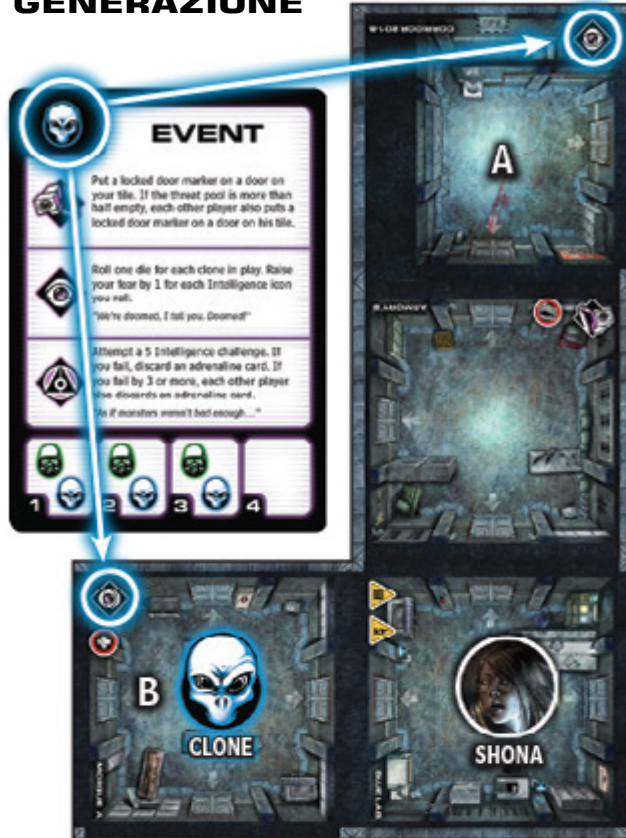 GENERAZIONE
CORRIDOR 201-B
EVENT
Put a locked door marker on a door on
your tile. If the threat pool is more than
half empty, each other player also puts a
locked door marker on a door on his tile.
Roll one die for each clone in play. Raise
your fear by 1 for each Intelligence icon
you roll.
"We're doomed, I tell you. Doomed!"
Attempt a 5 Intelligence challenge. If
you fail, discard an adrenaline card. If
you fail by 3 or more, each other player
also discards an adrenaline card.
"As if monsters weren't bad enough..."
1 2 3 4
A
B
CLONE
SHONA